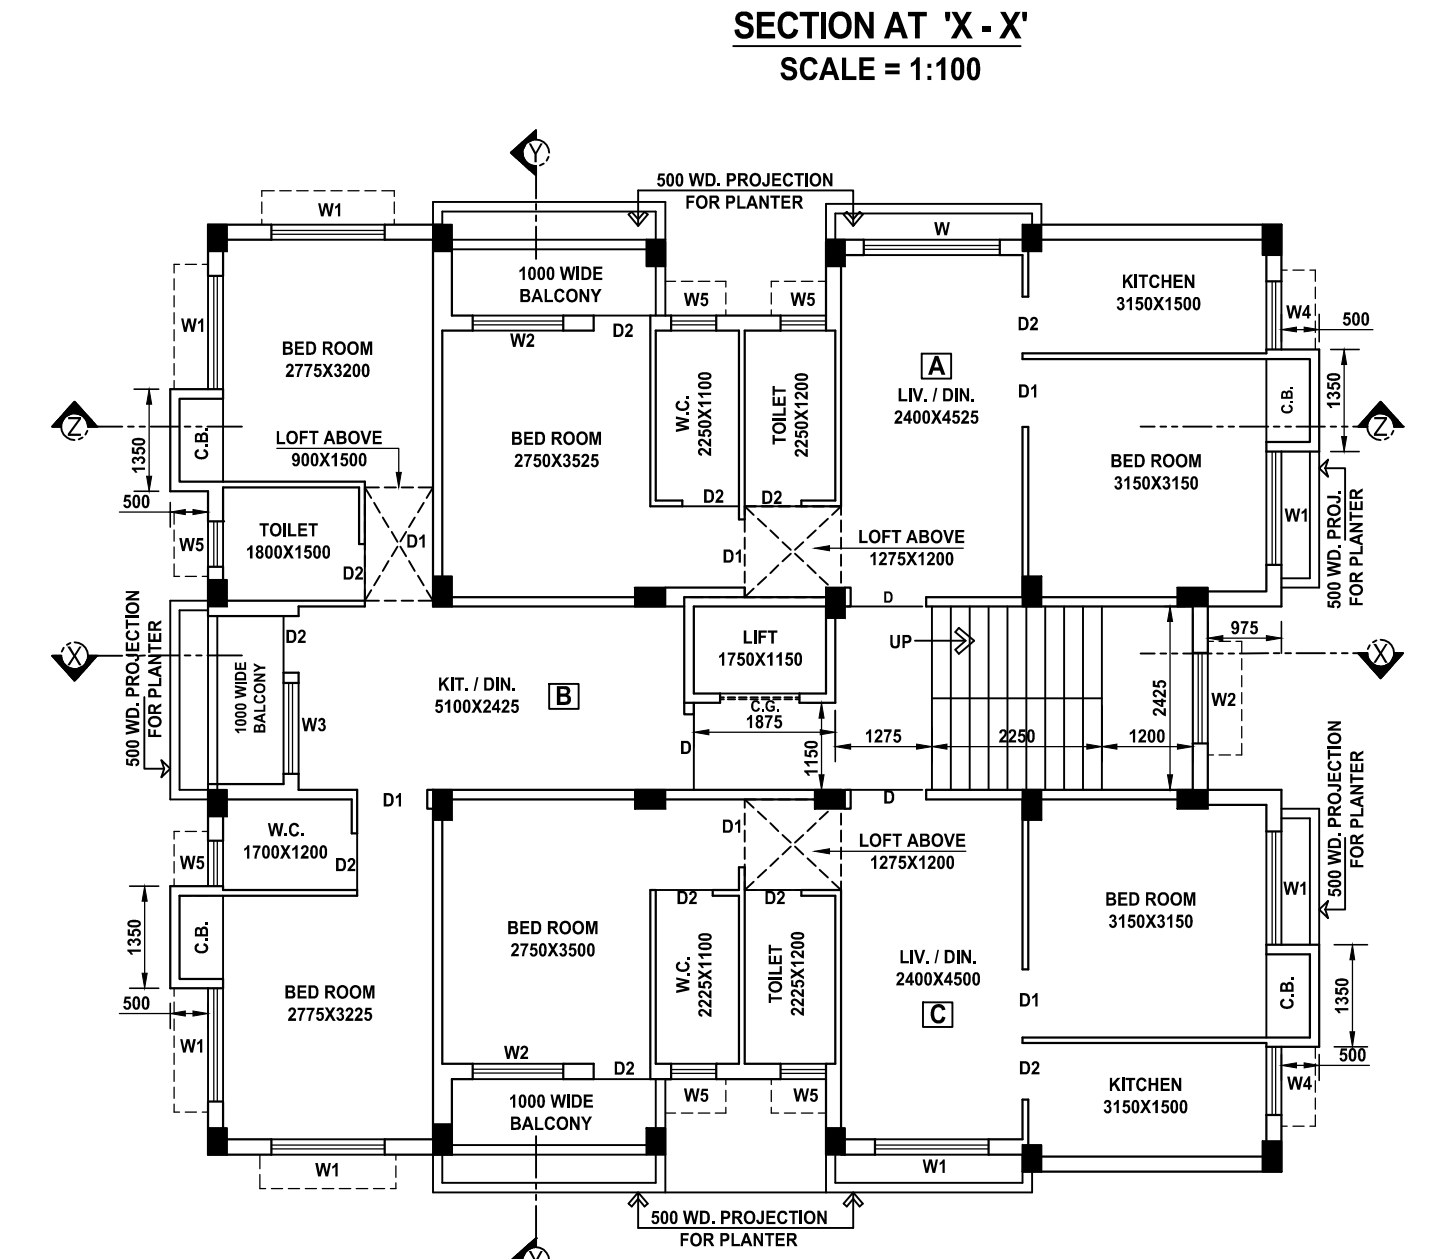 SECTION AT 'X - X'
SCALE = 1:100
Y
500 WD. PROJECTION
FOR PLANTER
W1
W
1000 WIDE
BALCONY
KITCHEN
3150X1500
W5
W5
W4
500
W1
W2
D2
D2
BED ROOM
2775X3200
A
LIV. / DIN.
2400X4525
D1
1350
C.B.
1350
W.C.
2250X1100
TOILET
2250X1200
Z
C.B.
LOFT ABOVE
900X1500
BED ROOM
2750X3525
BED ROOM
3150X3150
Z
500
D2
D2
W1
500 WD. PROJ.
FOR PLANTER
W5
TOILET
1800X1500
D1
D2
D1
LOFT ABOVE
1275X1200
D
500 WD. PROJECTION
FOR PLANTER
D2
LIFT
1750X1150
UP
975
X
X
1000 WIDE
BALCONY
KIT. / DIN.
5100X2425
B
W3
C.G.
1875
2425
W2
D
1150
1275
2250
1200
D1
D
500 WD. PROJECTION
FOR PLANTER
W.C.
1700X1200
D2
W5
D1
LOFT ABOVE
1275X1200
D2
D2
W1
BED ROOM
3150X3150
1350
C.B.
BED ROOM
2750X3500
W.C.
2225X1100
TOILET
2225X1200
LIV. / DIN.
2400X4500
C
C.B.
1350
500
BED ROOM
2775X3225
D1
W1
W2
D2
D2
500
W5
W5
KITCHEN
3150X1500
W4
1000 WIDE
BALCONY
W1
W1
500 WD. PROJECTION
FOR PLANTER
Y